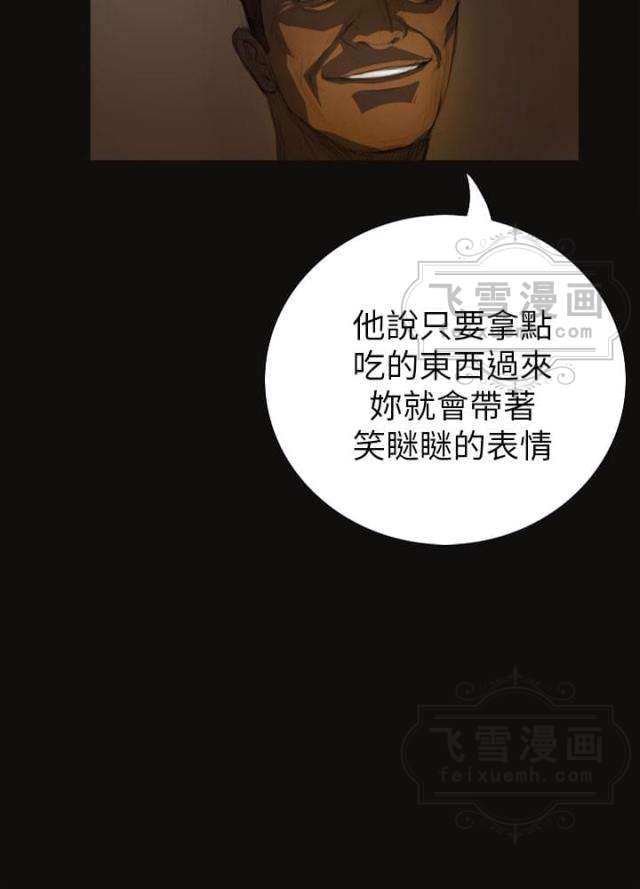 飞雪漫画
feixuemh.com
他說只要拿點
吃的東西過來
妳就會帶著
笑瞇瞇的表情
飞雪漫画
feixuemh.com